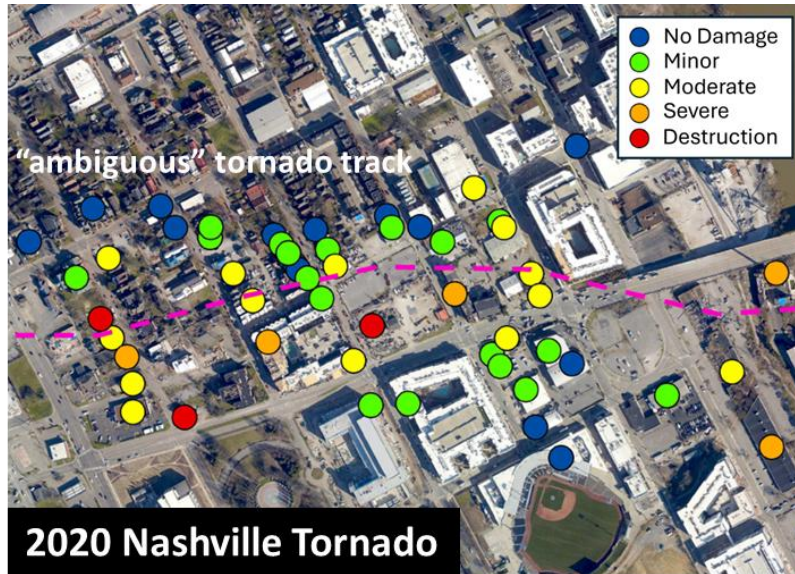 No Damage
Minor
Moderate
Severe
Destruction
“ambiguous” tornado track
2020 Nashville Tornado